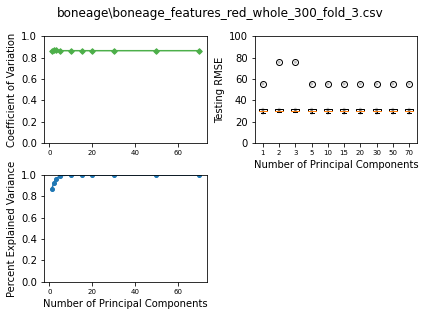 boneage\boneage_features_red_whole_300_fold_3.csv
Coefficient of Variation
1.0
0.8
0.6
0.4
0.2
0.0
0 20 40 60
Testing RMSE
100
80
60
40
20
0
1 2 3 5 10 15 20 30 50 70
Number of Principal Components
Percent Explained Variance
1.0
0.8
0.6
0.4
0.2
0.0
0 20 40 60
Number of Principal Components